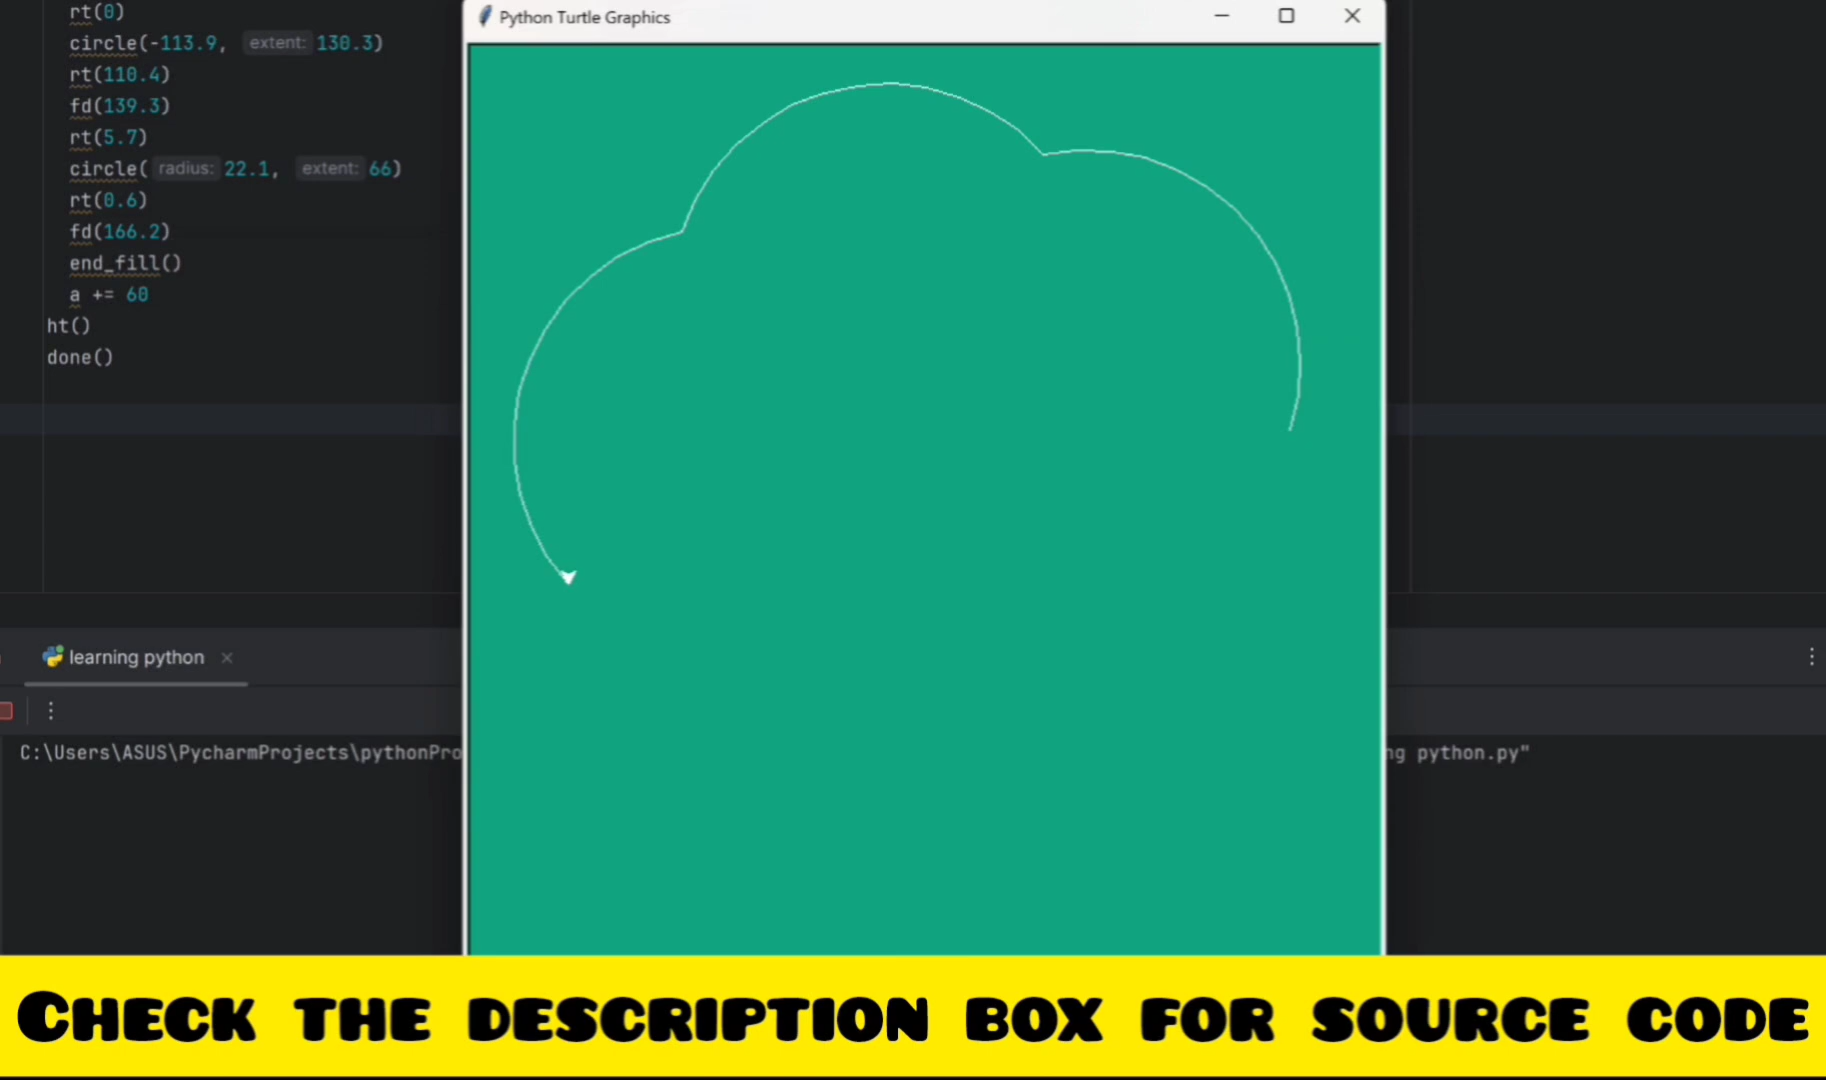 rt(0)
circle(-113.9, extent: 130.3)
rt(110.4)
fd(139.3)
rt(5.7)
circle( radius: 22.1, extent: 66)
rt(0.6)
fd(166.2)
end_fill()
a += 60
ht()
done()
Python Turtle Graphics
learning python
C:\Users\ASUS\PycharmProjects\pythonPro
ng python.py"
CHECK THE DESCRIPTION BOX FOR SOURCE CODE